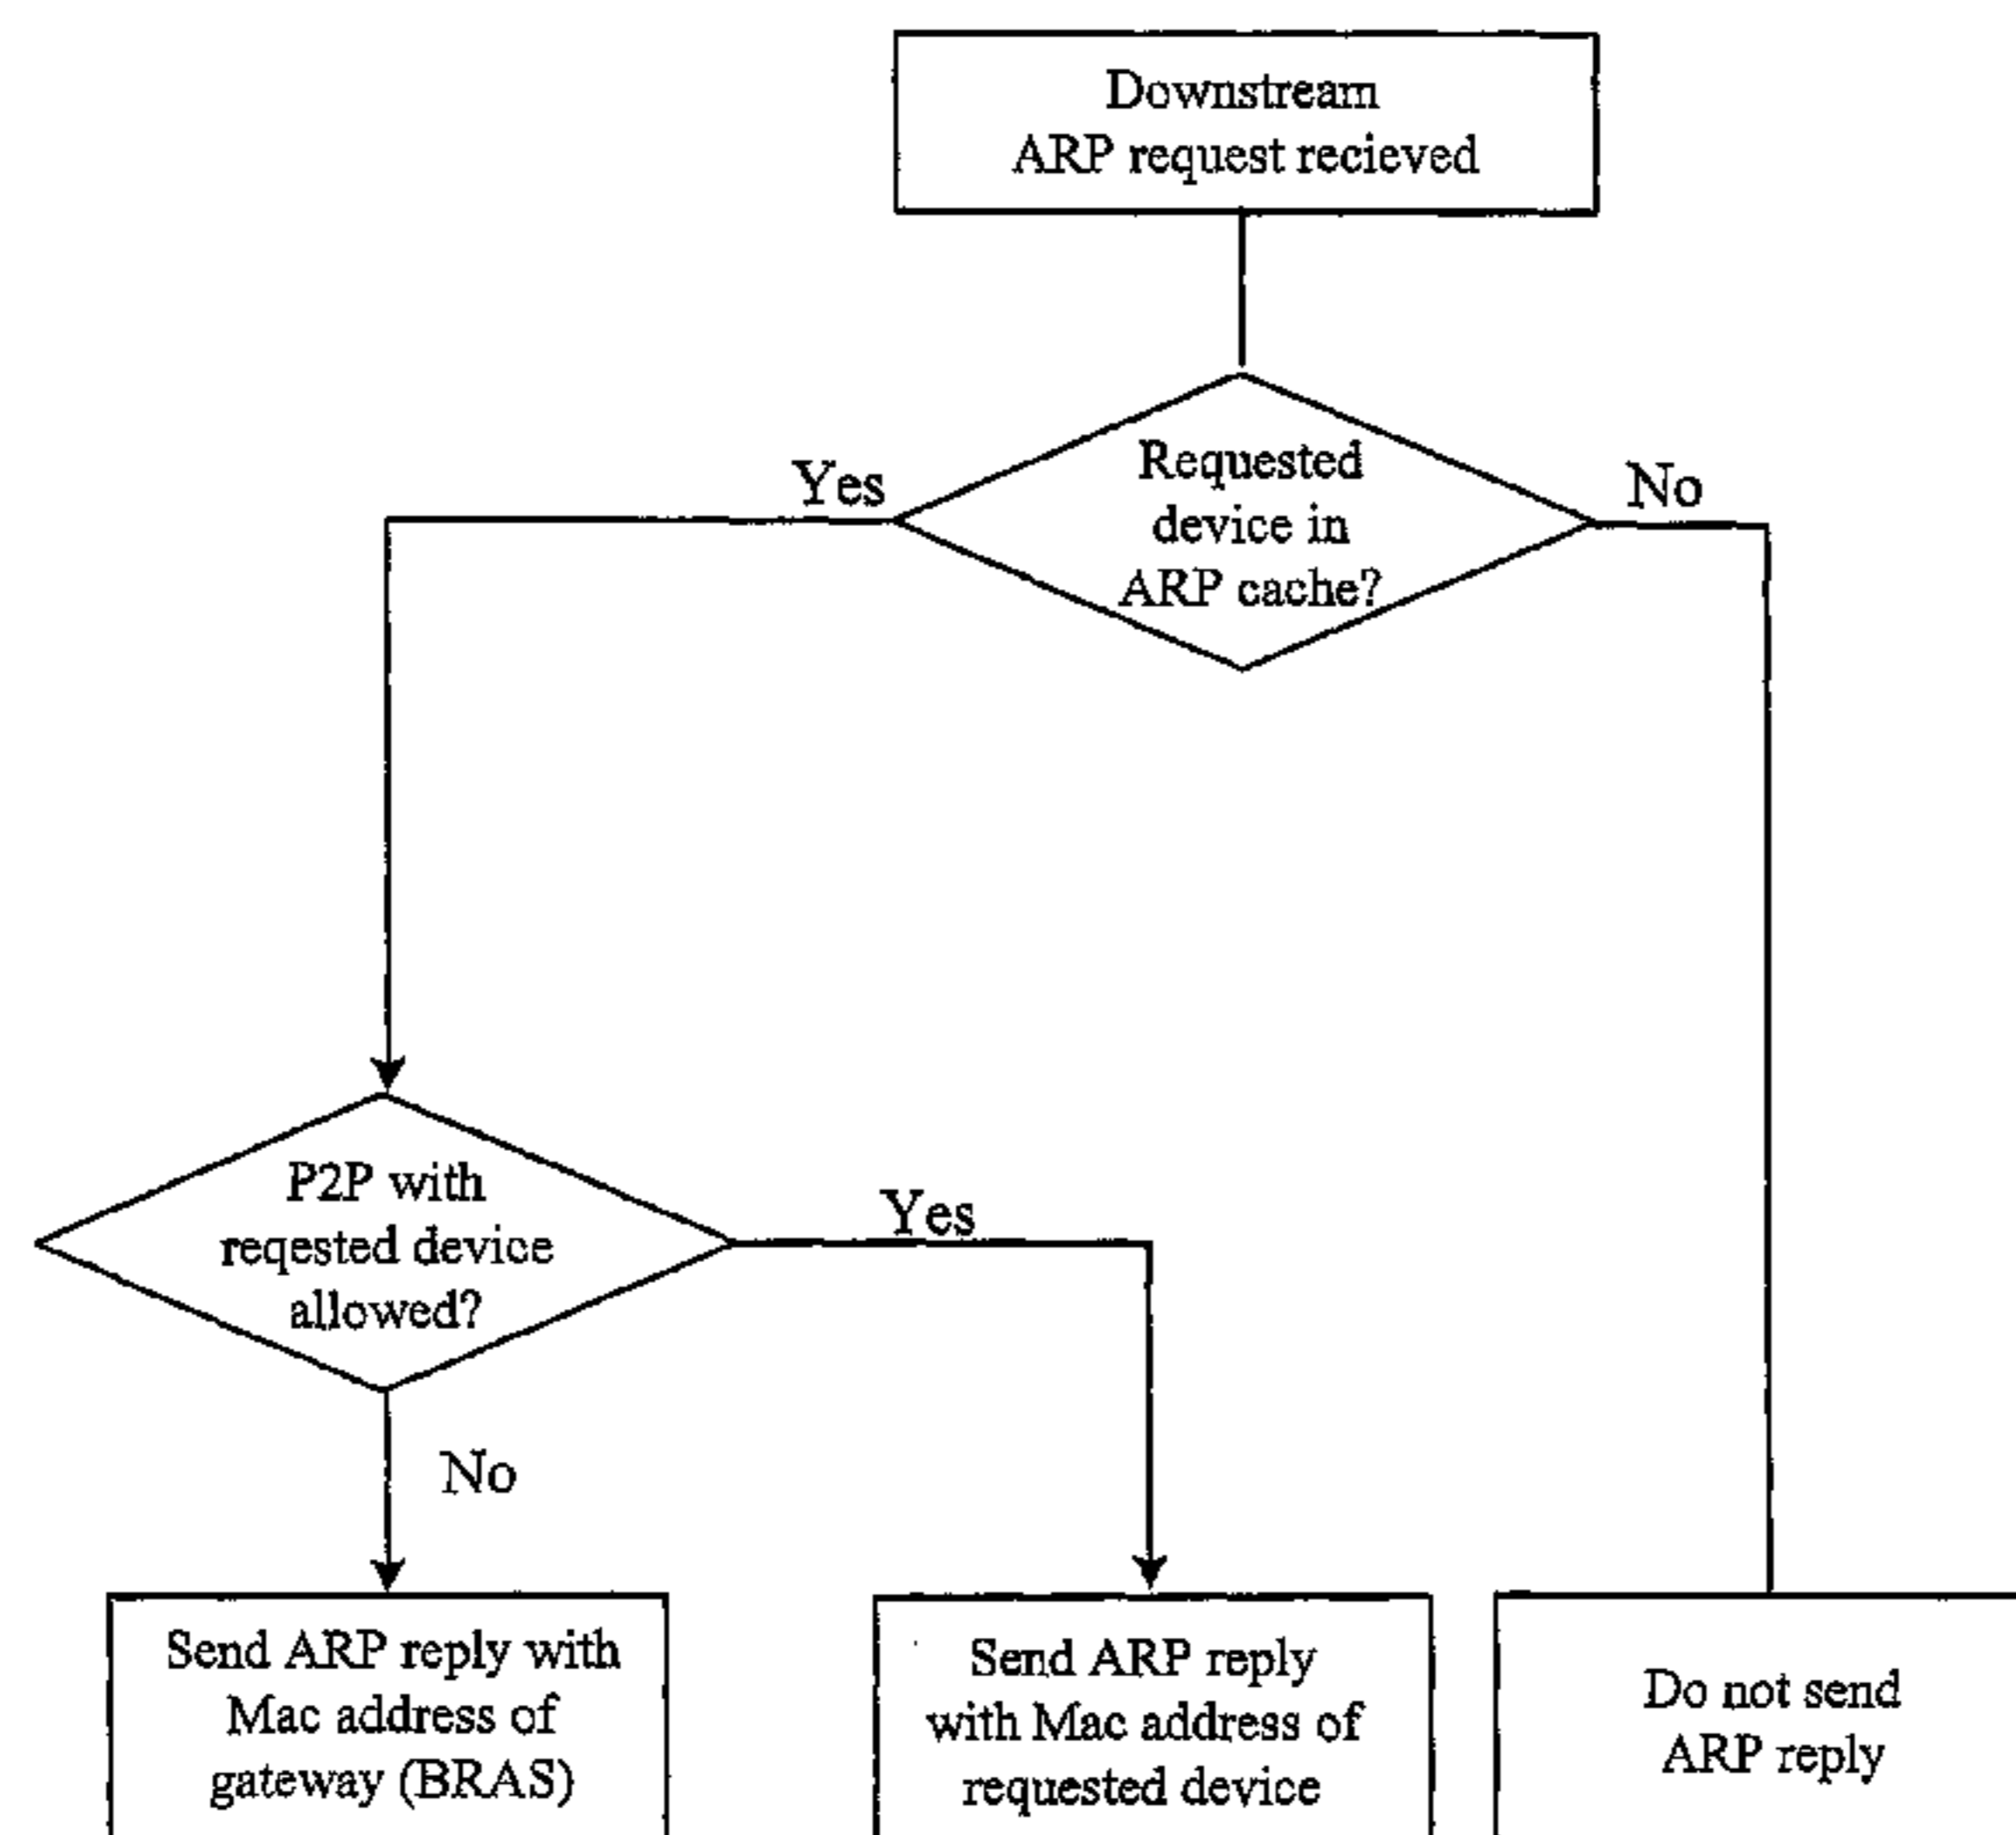 Downstream
ARP request recieved
Requested
device in
ARP cache?
Yes
No
P2P with
reqested device
allowed?
Yes
No
Send ARP reply with
Mac address of
gateway (BRAS)
Send ARP reply
with Mac address of
requested device
Do not send
ARP reply